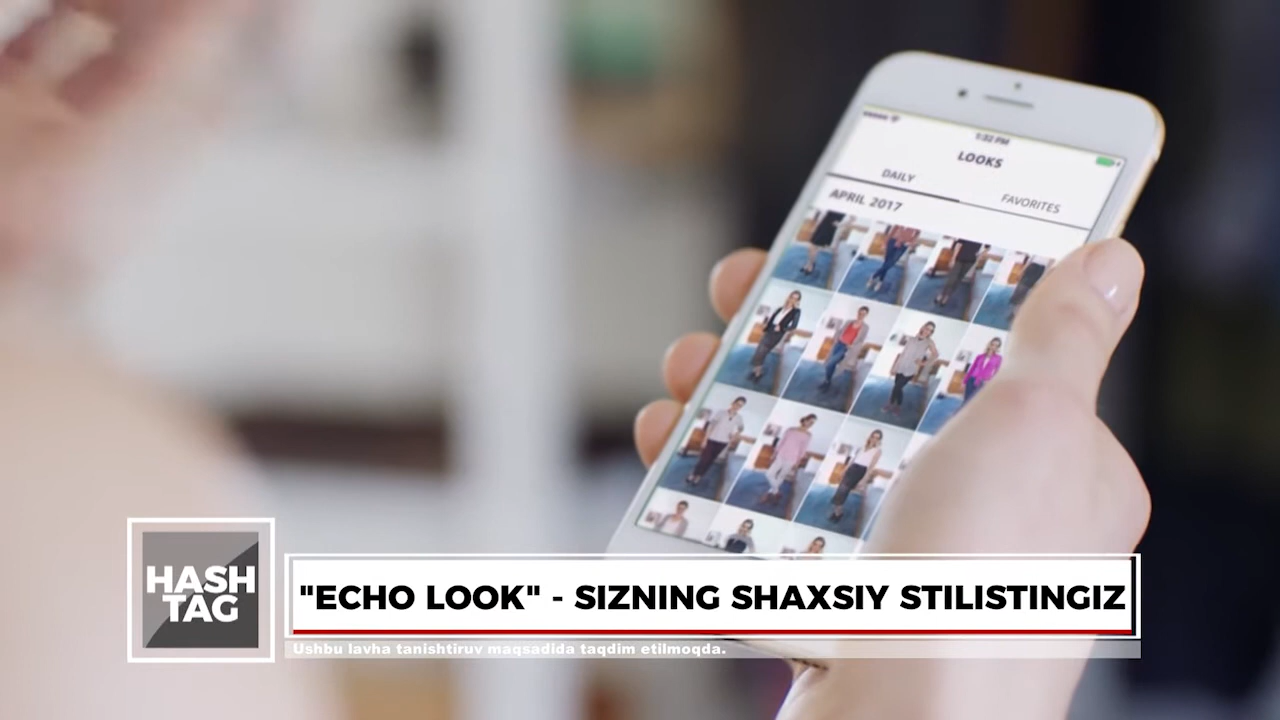 1:52 PM
LOOKS
DAILY
FAVORITES
APRIL 2017
HASH
TAG
"ECHO LOOK" - SIZNING SHAXSIY STILISTINGIZ
Ushbu lavha tanishtiruv maqsadida taqdim etilmoqda.